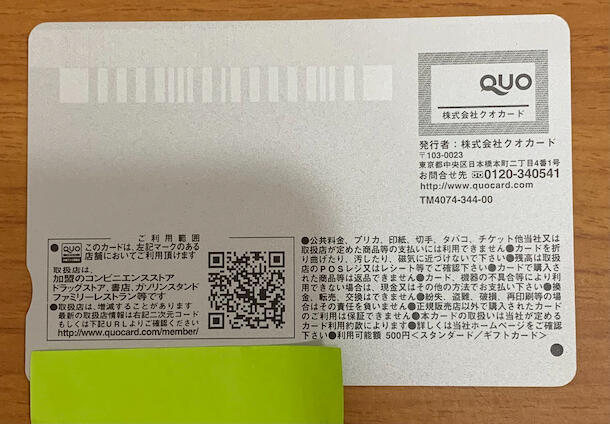 QUO
株式会社クオカード
発行者：株式会社クオカード
〒103-0023
東京都中央区日本橋本町二丁目4番1号
お問合せ先 0120-340541
http://www.quocard.com/
TM4074-344-00
ご利用範囲
QUO
● このカードは、左記マークのある
店舗においてご利用頂けます
取扱店は、
加盟のコンビニエンスストア
ドラッグストア、書店、ガソリンスタンド
ファミリーレストラン等です
●取扱店は、増減することがあります
最新の取扱店情報は右記二次元コード
もしくは下記URLよりご確認ください
http://www.quocard.com/member/
●公共料金、プリカ、印紙、切手、タバコ、チケット他当社又は
取扱店が定めた商品等の支払いには利用できません●カードを折
り曲げたり、汚したり、磁気に近づけないで下さい●残高は取扱
店のPOSレジ又はレシート等でご確認下さい●カードで購入さ
れた商品等は返品できません●カード、機器の不具合等により利
用できない場合は、現金又はその他の方法でお支払い下さい●換
金、転売、交換はできません●紛失、盗難、破損、再印刷等の場
合はその責任を負いません●正規販売店以外で購入されたカード
のご利用は保証できません●本カードの取扱いは当社が定める
カード利用約款によります●詳しくは当社ホームページをご確認
下さい●利用可能額 500円＜スタンダード／ギフトカード＞